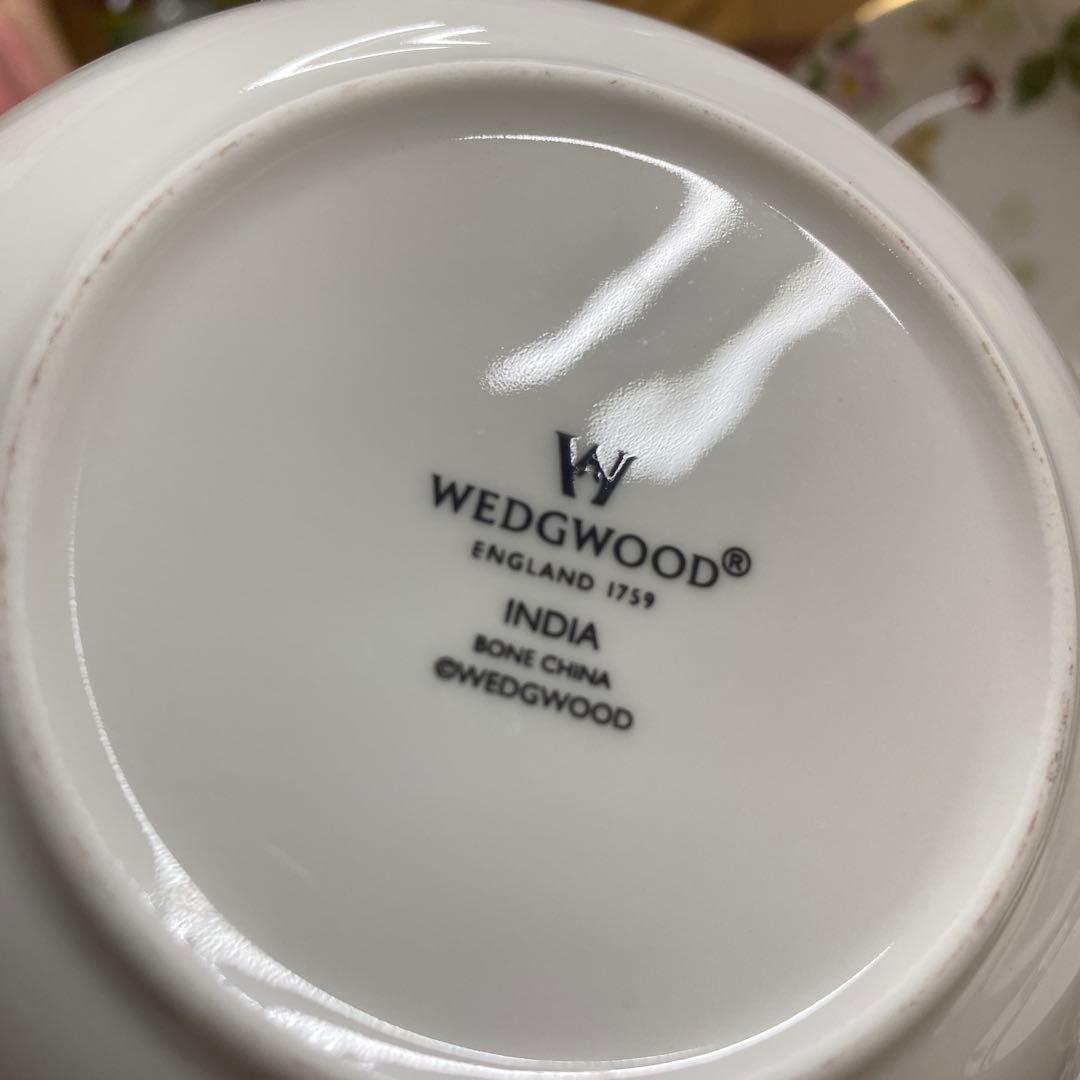 W
WEDGWOOD®
ENGLAND 1759
INDIA
BONE CHINA
©WEDGWOOD